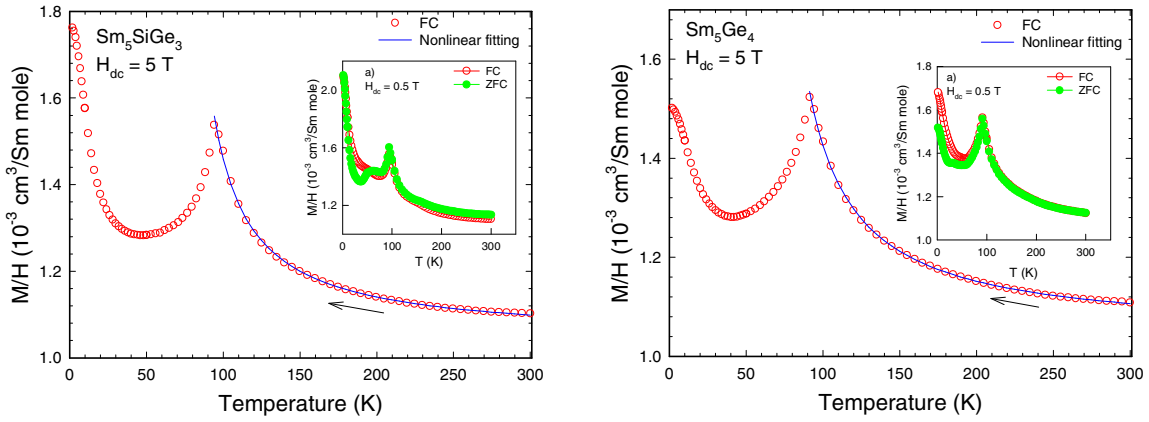 Sm₅SiGe₃
H_dc = 5 T
FC
Nonlinear fitting
M/H (10⁻³ cm³/Sm mole)
1.8
1.6
1.4
1.2
1.0
0 50 100 150 200 250 300
Temperature (K)
a)
H_dc = 0.5 T
FC
ZFC
M/H (10⁻³ cm³/Sm mole)
2.0
1.6
1.2
0 100 200 300
T (K)
Sm₅Ge₄
H_dc = 5 T
FC
Nonlinear fitting
M/H (10⁻³ cm³/Sm mole)
1.6
1.4
1.2
1.0
0 50 100 150 200 250 300
Temperature (K)
a)
H_dc = 0.5 T
FC
ZFC
M/H (10⁻³ cm³/Sm mole)
1.8
1.6
1.4
1.2
1.0
0 100 200 300
T (K)